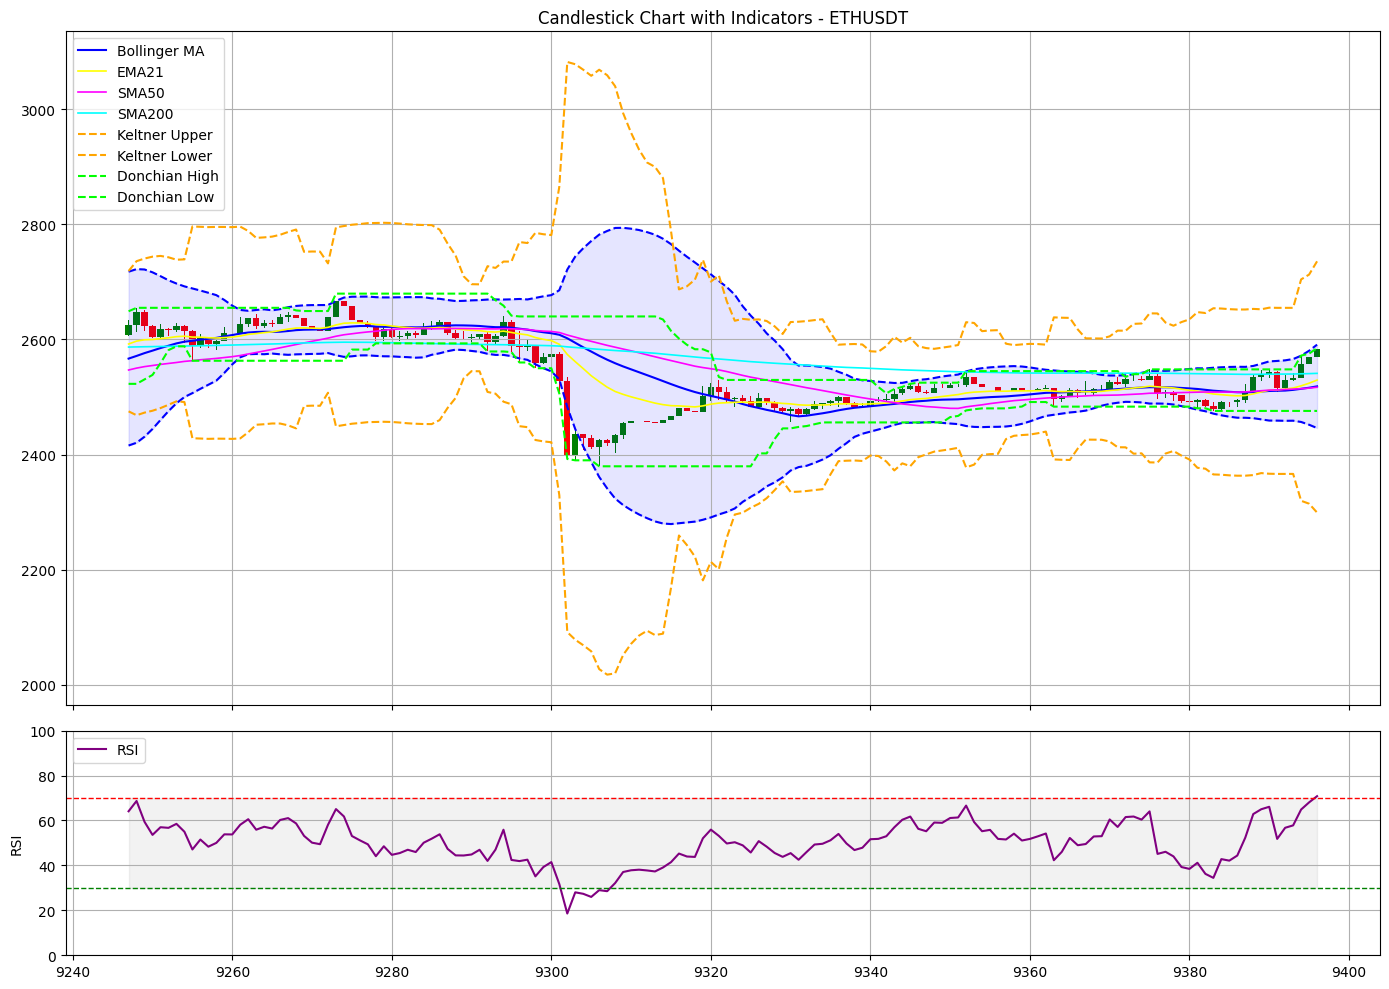 Candlestick Chart with Indicators - ETHUSDT
Bollinger MA
EMA21
SMA50
SMA200
Keltner Upper
Keltner Lower
Donchian High
Donchian Low
3000
2800
2600
2400
2200
2000
RSI
100
80
60
40
20
0
RSI
9240
9260
9280
9300
9320
9340
9360
9380
9400